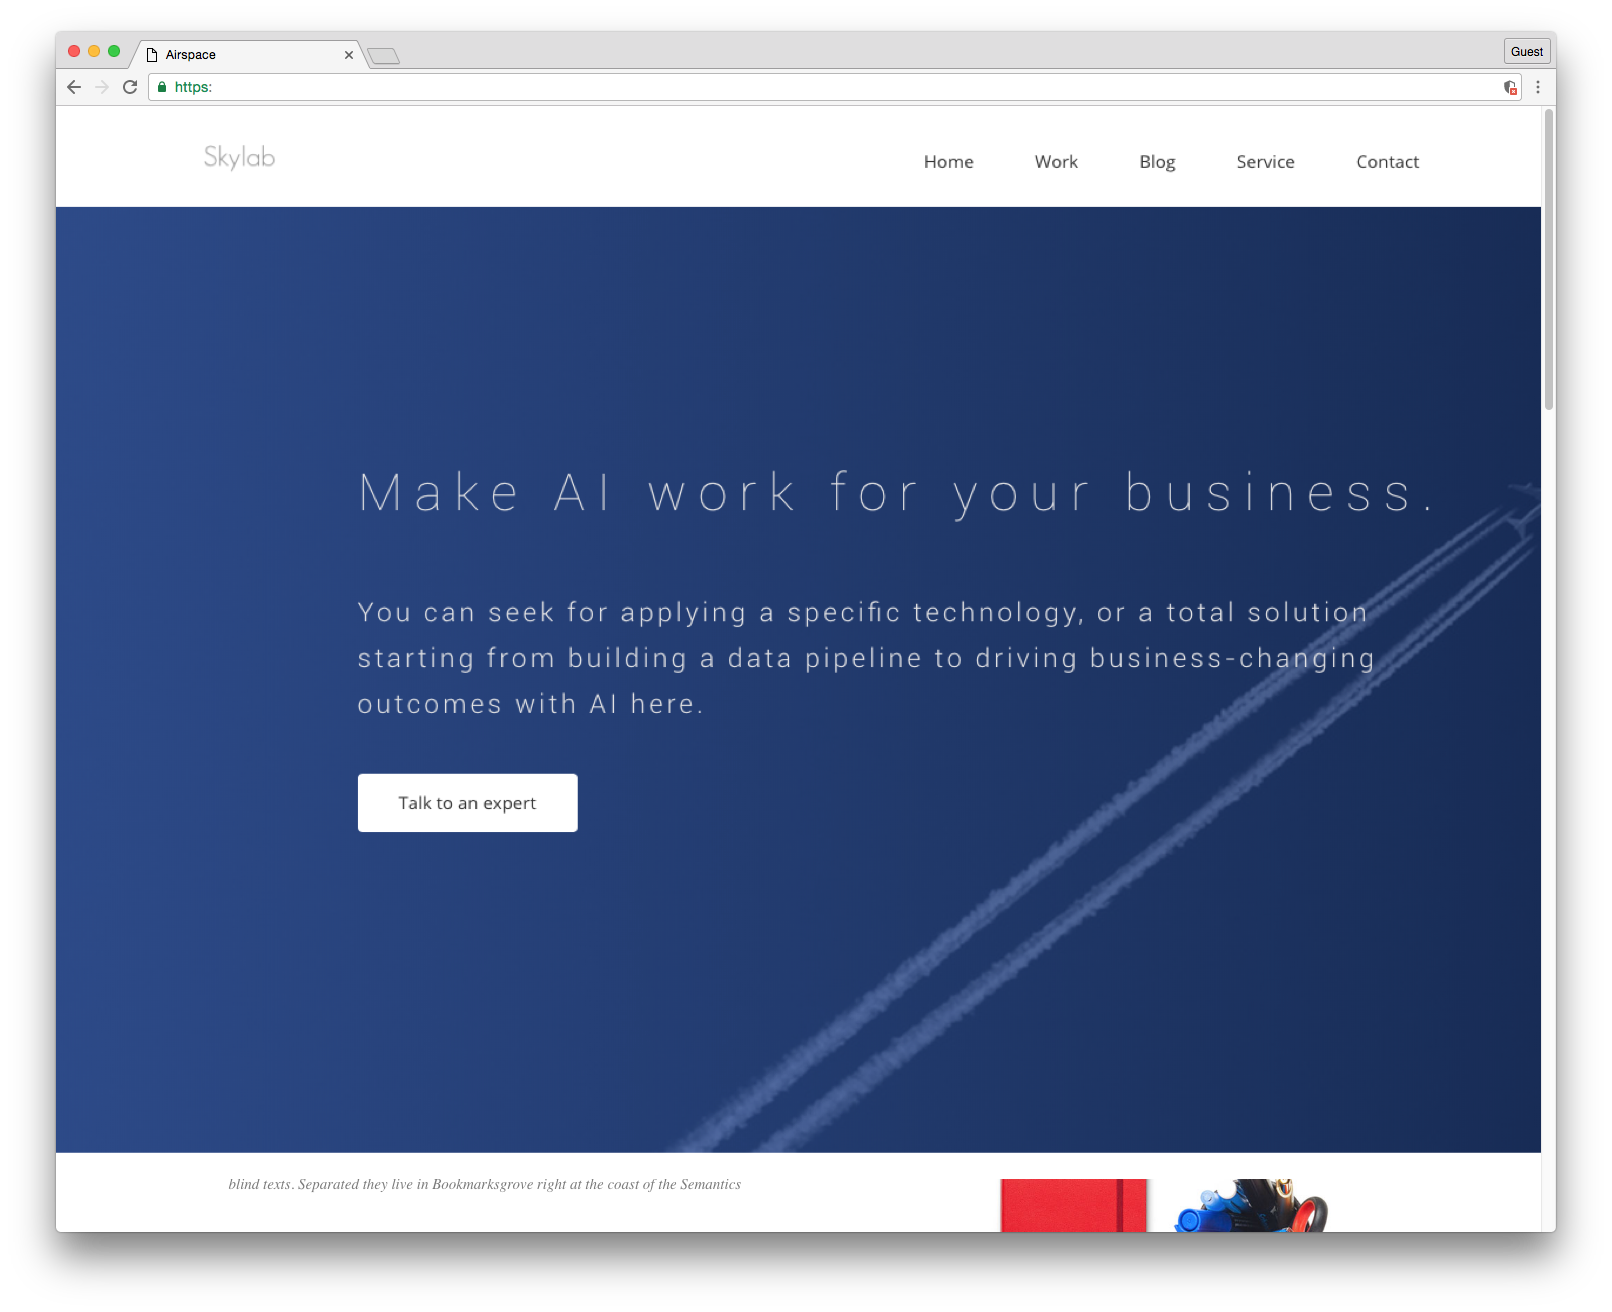 Airspace
Guest
https:
Skylab
Home Work Blog Service Contact
Make AI work for your business.
You can seek for applying a specific technology, or a total solution
starting from building a data pipeline to driving business-changing
outcomes with AI here.
Talk to an expert
blind texts. Separated they live in Bookmarksgrove right at the coast of the Semantics